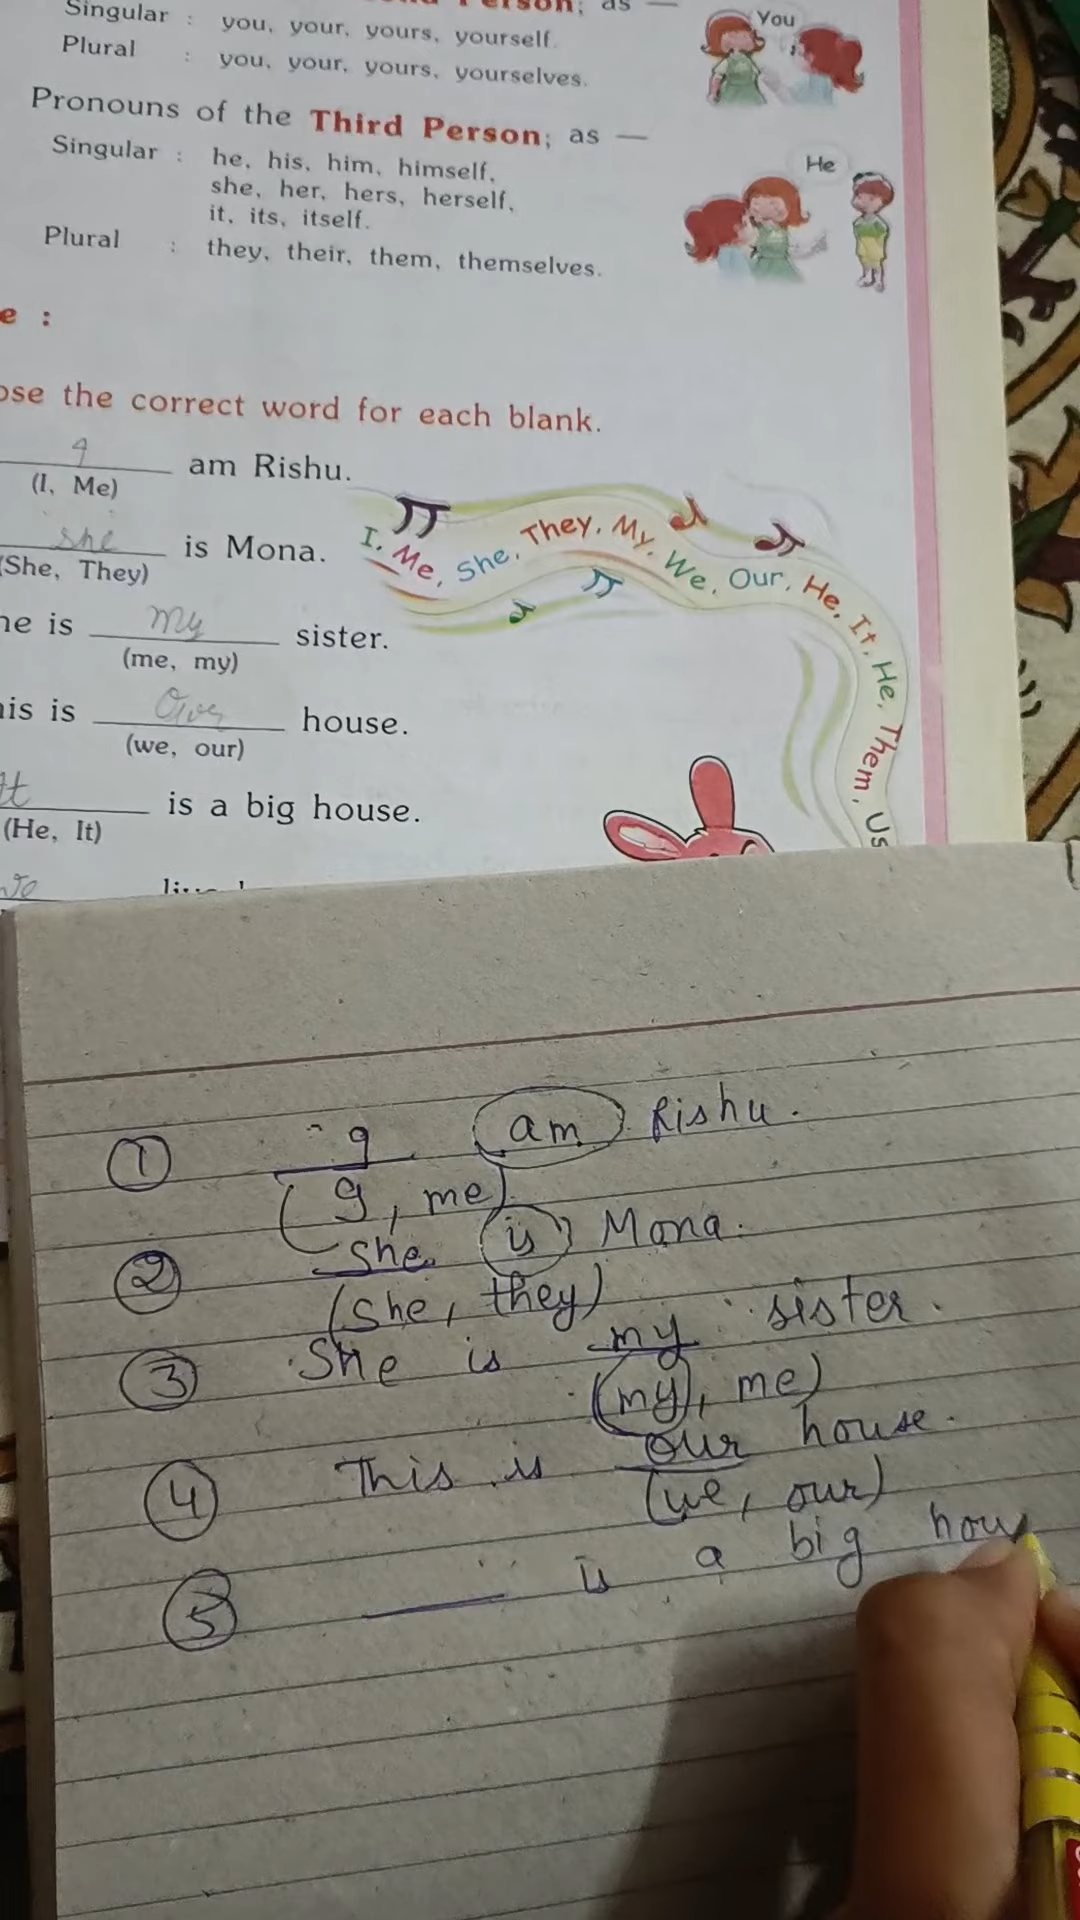 Person; as —
Singular : you, your, yours, yourself.
You
Plural : you, your, yours, yourselves.
Pronouns of the Third Person; as —
Singular : he, his, him, himself,
He
she, her, hers, herself,
it, its, itself.
Plural : they, their, them, themselves.
e :
ose the correct word for each blank.
I am Rishu.
(I, Me)
she is Mona.
(She, They)
he is my sister.
(me, my)
his is Our house.
(we, our)
It is a big house.
(He, It)
I, Me, She, They, My, We, Our, He, It, He, Them, Us
① I am Rishu.
(I, me)
② She is Mona.
(she, they)
③ She is my sister.
(my, me)
④ This is our house.
(we, our)
⑤ ____ is a big hous